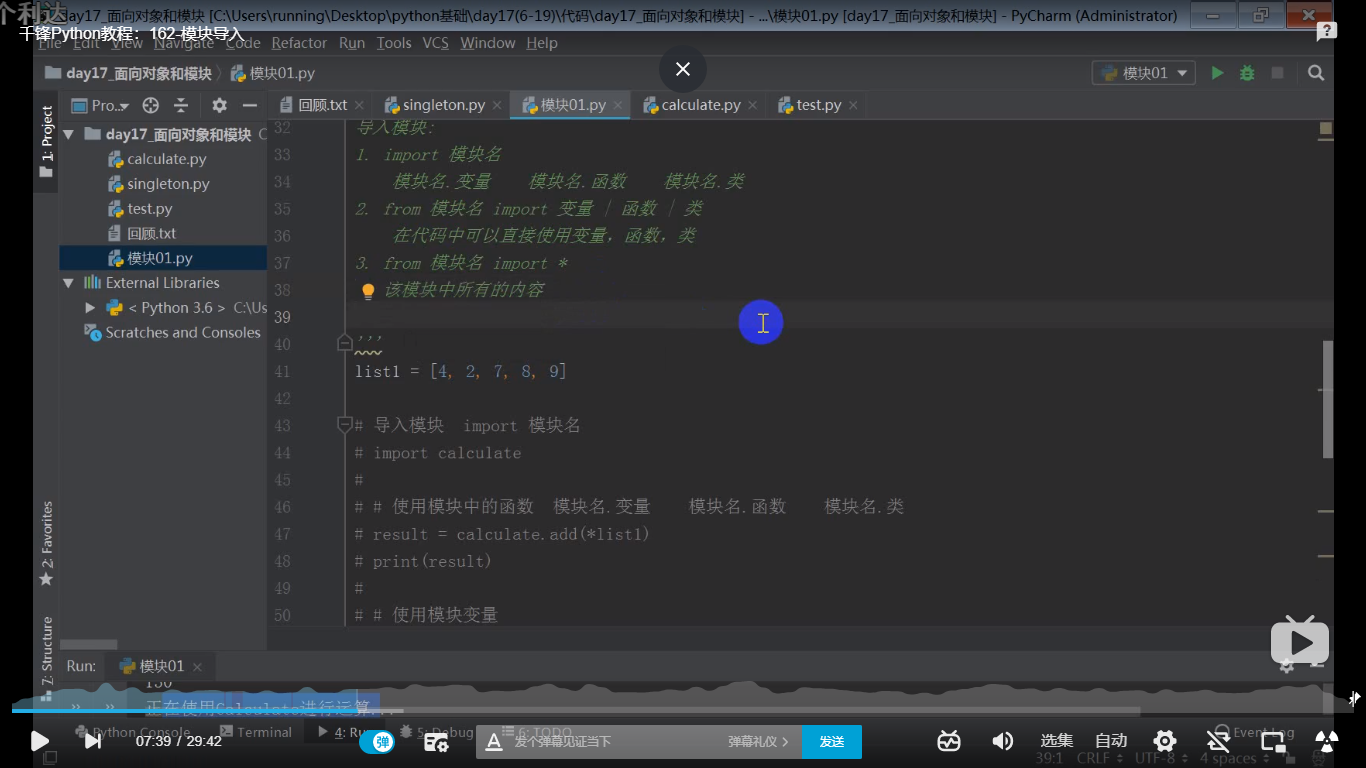 个利达
day17_面向对象和模块 [C:\Users\running\Desktop\python基础\day17(6-19)\代码\day17_面向对象和模块] - ...\模块01.py [day17_面向对象和模块] - PyCharm (Administrator)
千锋Python教程：162-模块导入
File Edit View Navigate Code Refactor Run Tools VCS Window Help
day17_面向对象和模块 模块01.py
模块01
Pro...
回顾.txt singleton.py 模块01.py calculate.py test.py
1: Project
day17_面向对象和模块
calculate.py
singleton.py
test.py
回顾.txt
模块01.py
External Libraries
< Python 3.6 > C:\Us
Scratches and Consoles
32 导入模块:
33 1. import 模块名
34 模块名.变量 模块名.函数 模块名.类
35 2. from 模块名 import 变量 | 函数 | 类
36 在代码中可以直接使用变量，函数，类
37 3. from 模块名 import *
38 该模块中所有的内容
39
40 '''
41 list1 = [4, 2, 7, 8, 9]
42
43 # 导入模块 import 模块名
44 # import calculate
45 #
46 # # 使用模块中的函数 模块名.变量 模块名.函数 模块名.类
47 # result = calculate.add(*list1)
48 # print(result)
49 #
50 # # 使用模块变量
2: Favorites
7: Structure
Run: 模块01
130
正在使用Calculate进行运算...
Python Console Terminal 4: Run 5: Debug 6: TODO Event Log
07:39 / 29:42
弹
发个弹幕见证当下
弹幕礼仪 >
发送
选集
自动
39:1 CRLF UTF-8 4 spaces